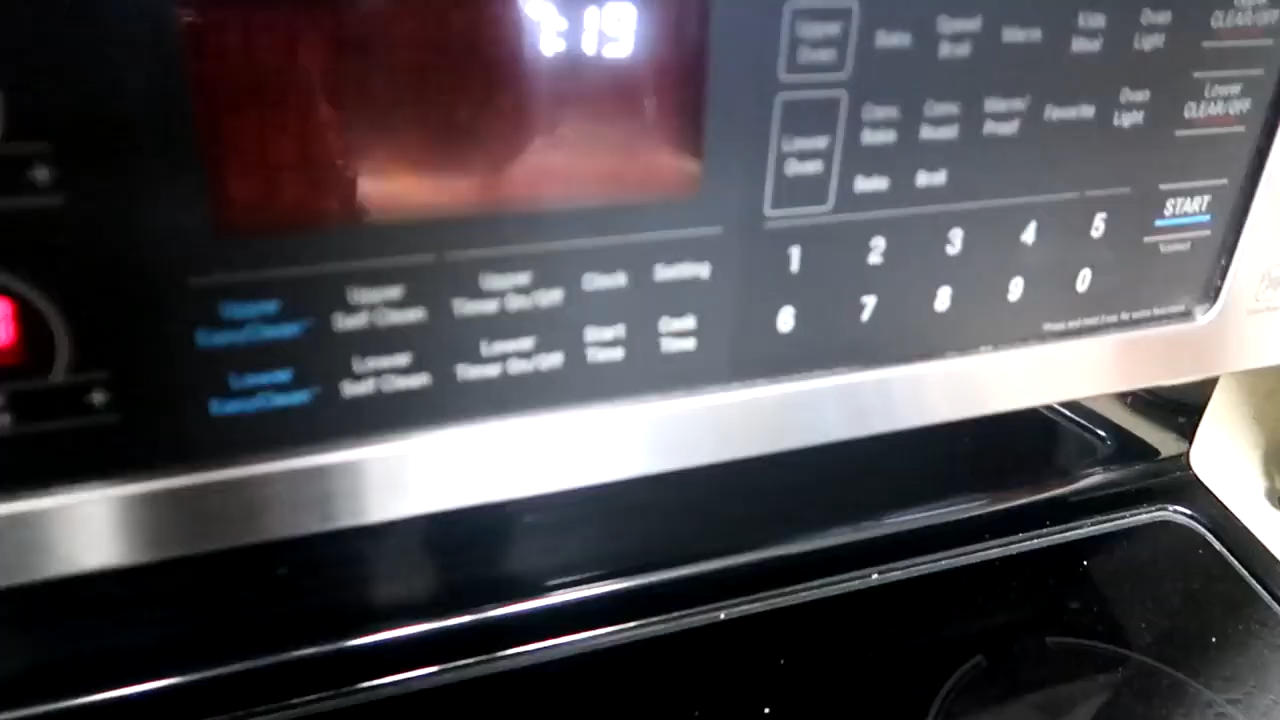 7:19
Upper Oven
Bake
Speed Broil
Warm
Oven Light
CLEAR/OFF
Lower Oven
Conv. Bake
Conv. Roast
Warm/ Proof
Favorite
Oven Light
Lower CLEAR/OFF
Bake
Broil
START
1 2 3 4 5
6 7 8 9 0
Upper EasyClean
Upper Self Clean
Upper Timer On/Off
Clock
Setting
Lower EasyClean
Lower Self Clean
Lower Timer On/Off
Start Time
Cook Time